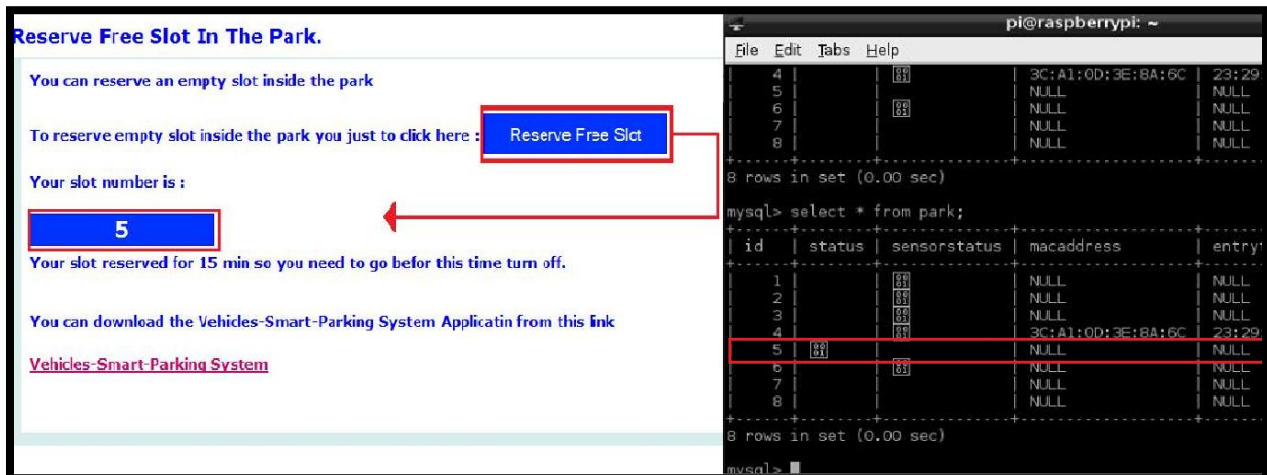 Reserve Free Slot In The Park.
You can reserve an empty slot inside the park
To reserve empty slot inside the park you just to click here : Reserve Free Slot
Your slot number is :
5
Your slot reserved for 15 min so you need to go befor this time turn off.
You can download the Vehicles-Smart-Parking System Applicatin from this link
Vehicles-Smart-Parking System
pi@raspberrypi: ~
File Edit Tabs Help
| 4 | | | 3C:A1:0D:3E:8A:6C | 23:29
| 5 | | | NULL | NULL
| 6 | | | NULL | NULL
| 7 | | | NULL | NULL
| 8 | | | NULL | NULL
8 rows in set (0.00 sec)
mysql> select * from park;
| id | status | sensorstatus | macaddress | entry
| 1 | | | NULL | NULL
| 2 | | | NULL | NULL
| 3 | | | NULL | NULL
| 4 | | | 3C:A1:0D:3E:8A:6C | 23:29
| 5 | | | NULL | NULL
| 6 | | | NULL | NULL
| 7 | | | NULL | NULL
| 8 | | | NULL | NULL
8 rows in set (0.00 sec)
mysql>